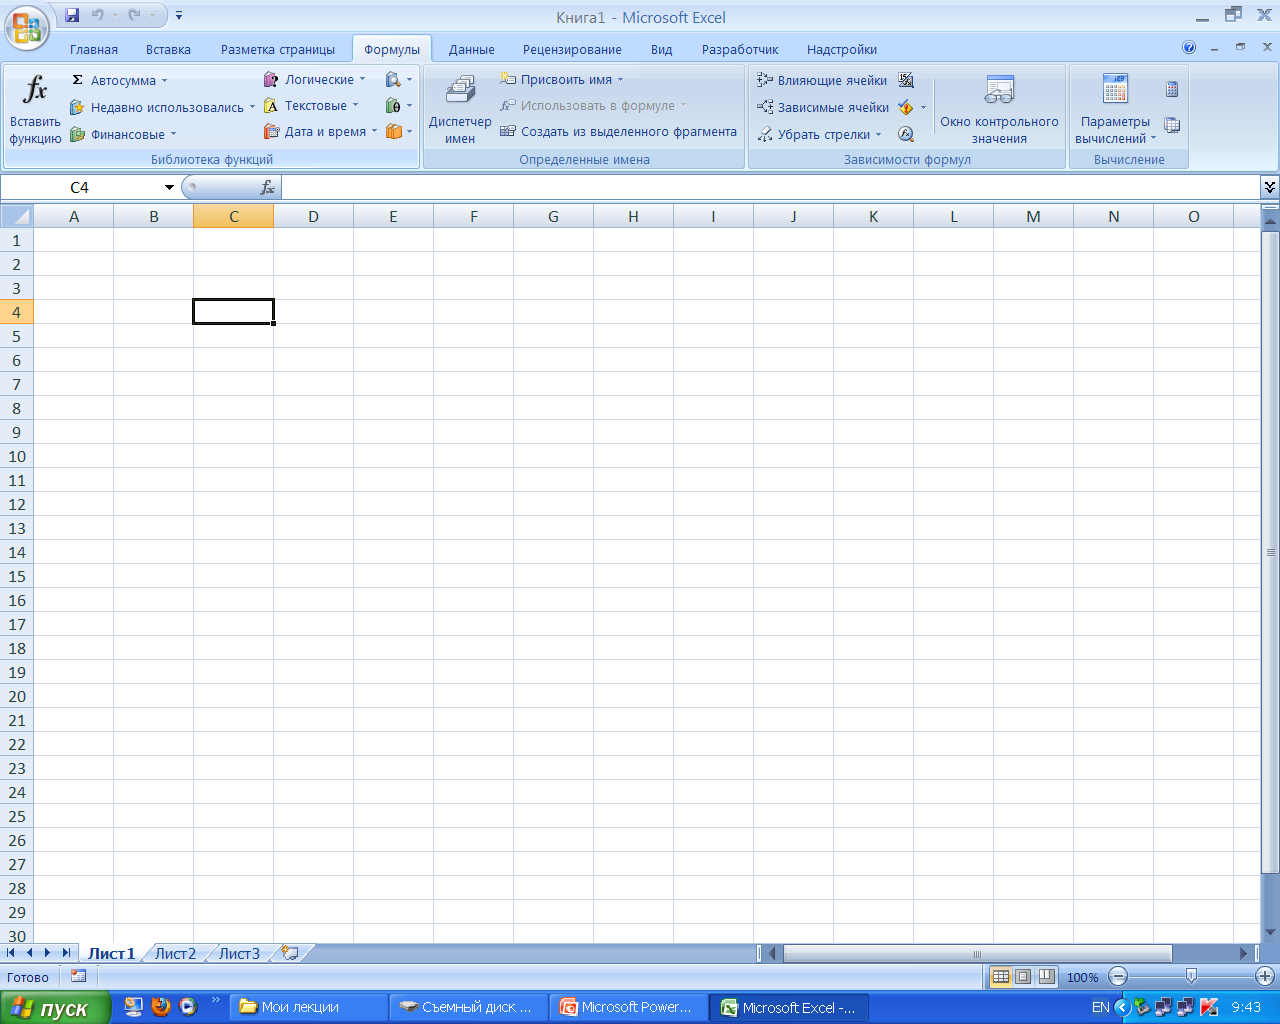 Книга1 - Microsoft Excel
Главная Вставка Разметка страницы Формулы Данные Рецензирование Вид Разработчик Надстройки
fx Вставить функцию
Σ Автосумма
Недавно использовались
Финансовые
Логические
Текстовые
Дата и время
Библиотека функций
Диспетчер имен
Присвоить имя
Использовать в формуле
Создать из выделенного фрагмента
Определенные имена
Влияющие ячейки
Зависимые ячейки
Убрать стрелки
Окно контрольного значения
Зависимости формул
Параметры вычислений
Вычисление
C4 fx
A B C D E F G H I J K L M N O
1
2
3
4
5
6
7
8
9
10
11
12
13
14
15
16
17
18
19
20
21
22
23
24
25
26
27
28
29
30
Лист1 Лист2 Лист3
Готово 100%
пуск » Мои лекции Съемный диск ... Microsoft Power... Microsoft Excel -... EN 9:43